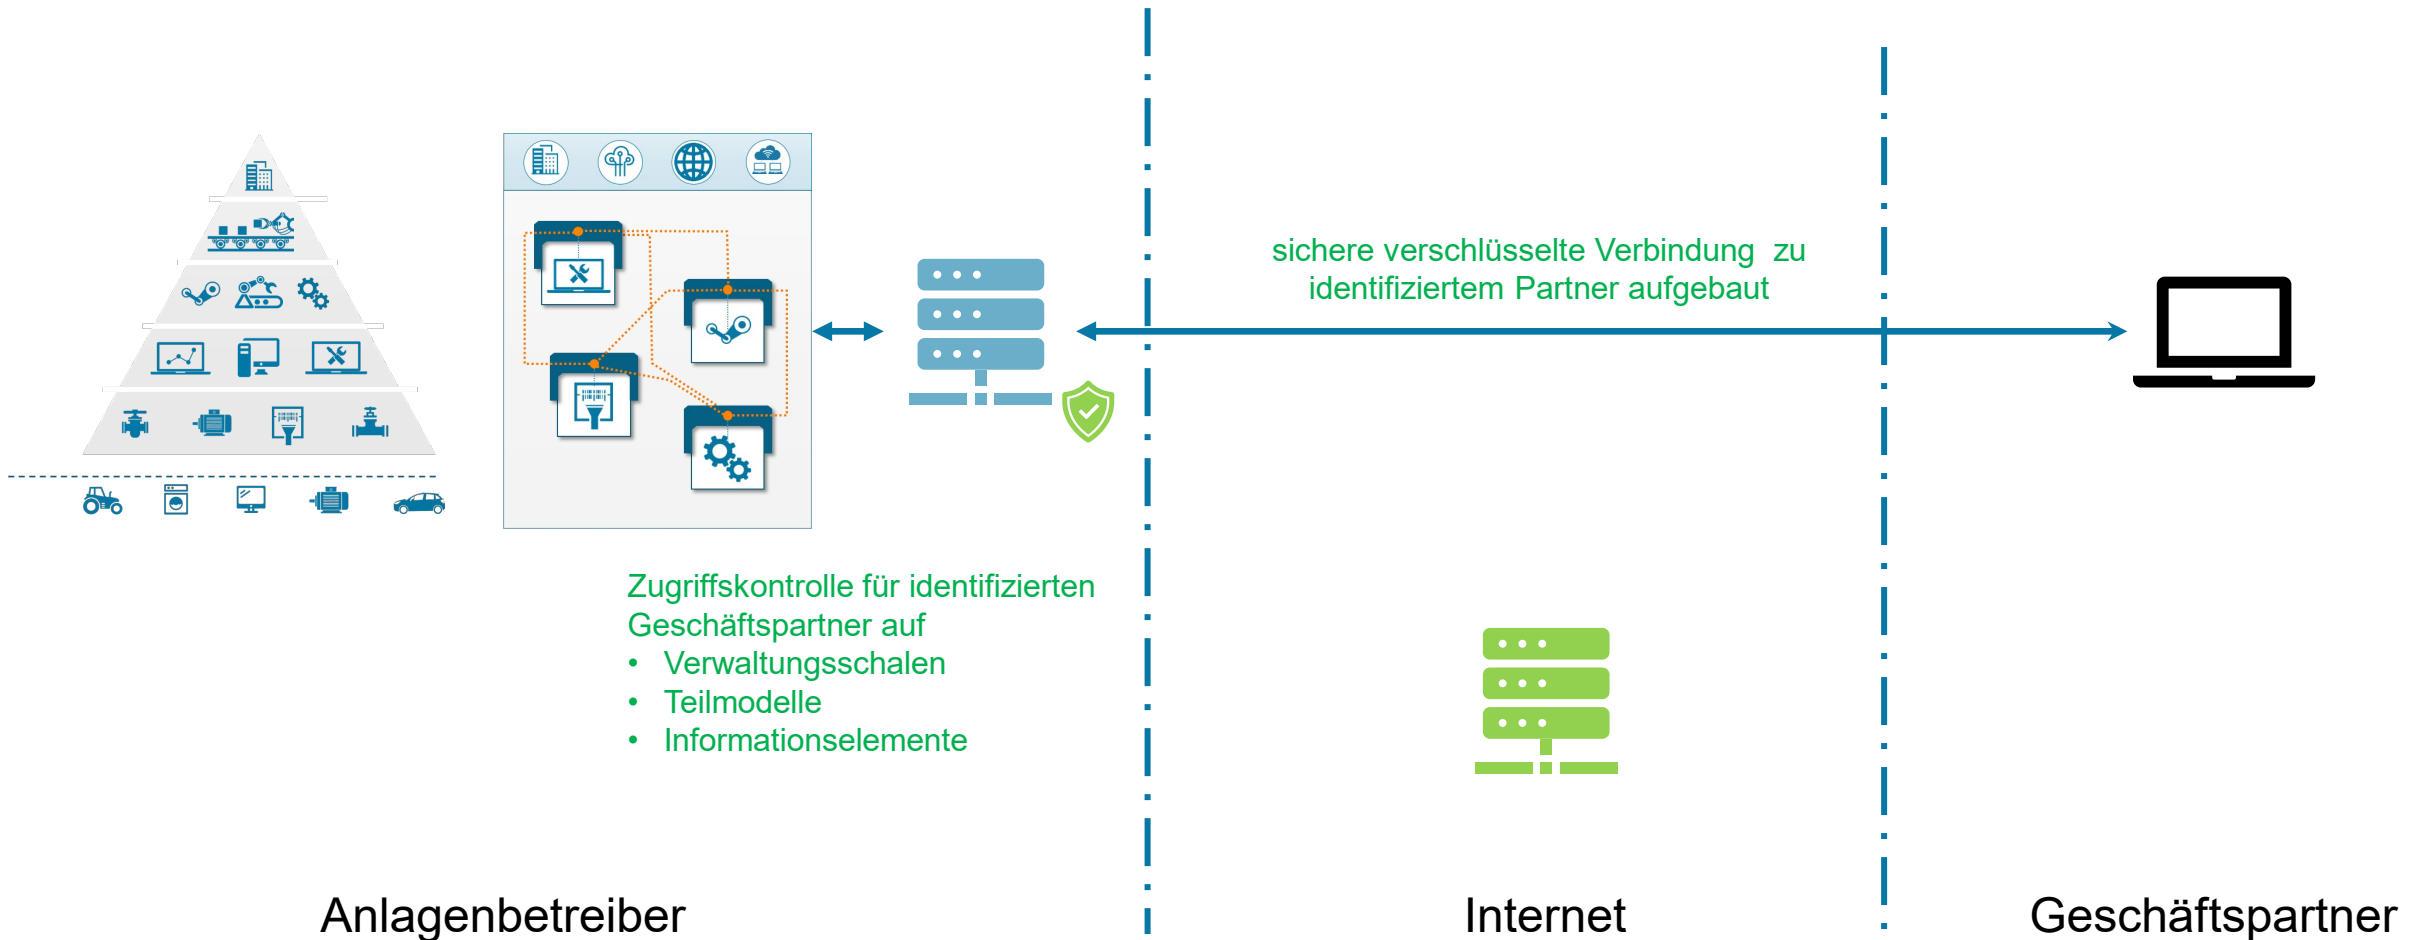 sichere verschlüsselte Verbindung  zu
identifiziertem Partner aufgebaut
Zugriffskontrolle für identifizierten
Geschäftspartner auf
• Verwaltungsschalen
• Teilmodelle
• Informationselemente
Anlagenbetreiber
Internet
Geschäftspartner